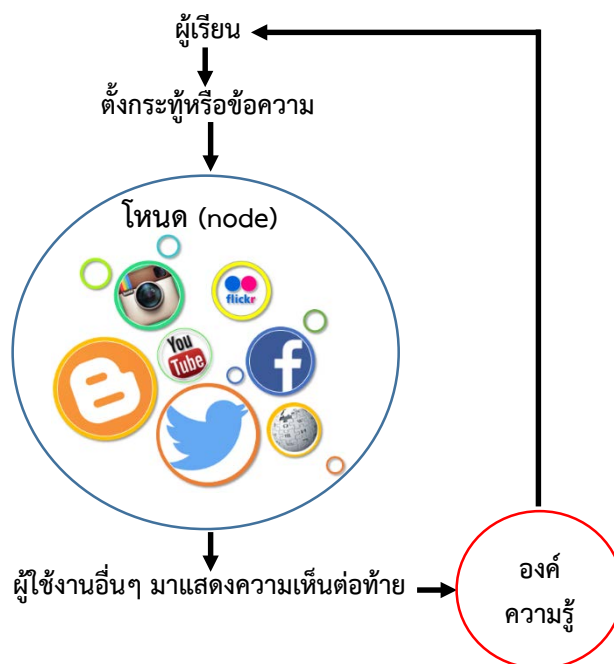 ผู้เรียน
ตั้งกระทู้หรือข้อความ
โหนด (node)
flickr
You
Tube
ผู้ใช้งานอื่นๆ มาแสดงความเห็นต่อท้าย
องค์
ความรู้